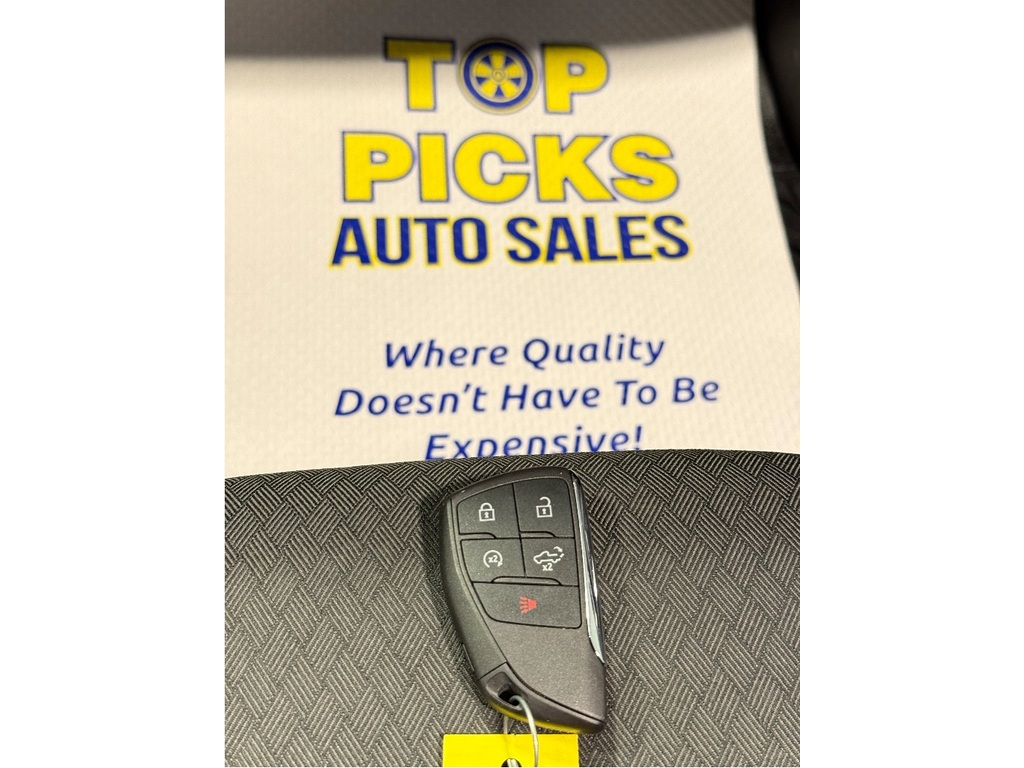 TOP
PICKS
AUTO SALES
Where Quality
Doesn't Have To Be
Expensive!
x2
x2